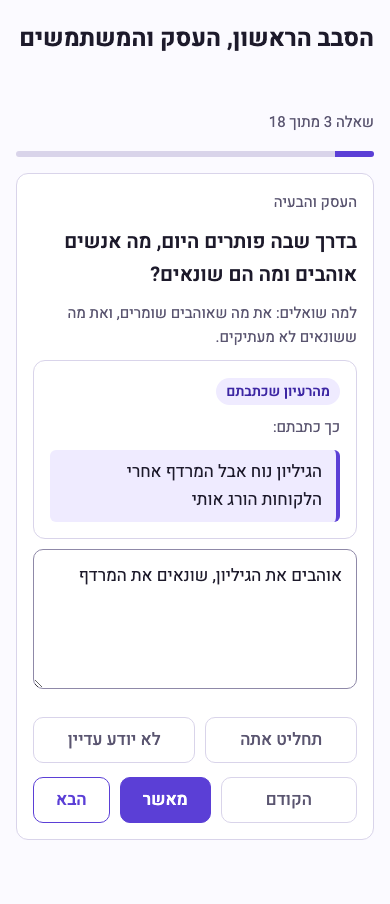 הסבב הראשון, העסק והמשתמשים
שאלה 3 מתוך 18
העסק והבעיה
בדרך שבה פותרים היום, מה אנשים
אוהבים ומה הם שונאים?
למה שואלים: את מה שאוהבים שומרים, ואת מה
ששונאים לא מעתיקים.
מהרעיון שכתבתם
כך כתבתם:
הגיליון נוח אבל המרדף אחרי
הלקוחות הורג אותי
אוהבים את הגיליון, שונאים את המרדף
תחליט אתה
לא יודע עדיין
הקודם
מאשר
הבא